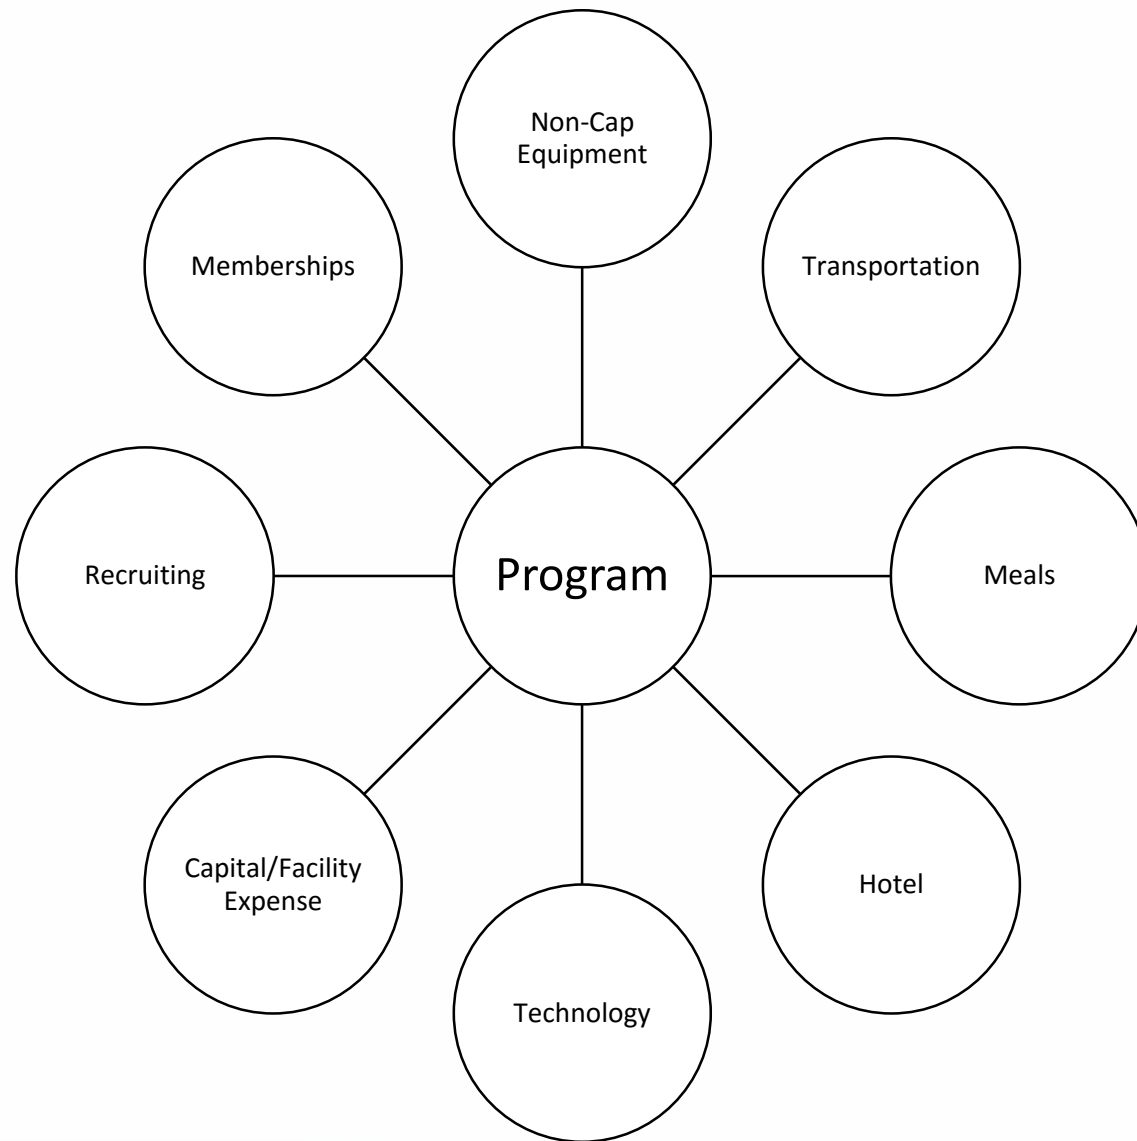 Non-Cap
Equipment
Memberships
Transportation
Recruiting
Program
Meals
Capital/Facility
Expense
Hotel
Technology